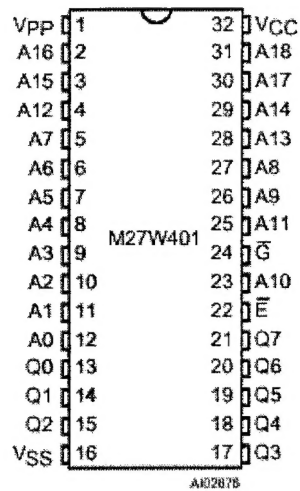 VPP 1 32 VCC
A16 2 31 A18
A15 3 30 A17
A12 4 29 A14
A7 5 28 A13
A6 6 27 A8
A5 7 26 A9
A4 8 25 A11
M27W401
A3 9 24 G̅
A2 10 23 A10
A1 11 22 E̅
A0 12 21 Q7
Q0 13 20 Q6
Q1 14 19 Q5
Q2 15 18 Q4
VSS 16 17 Q3
AI02676